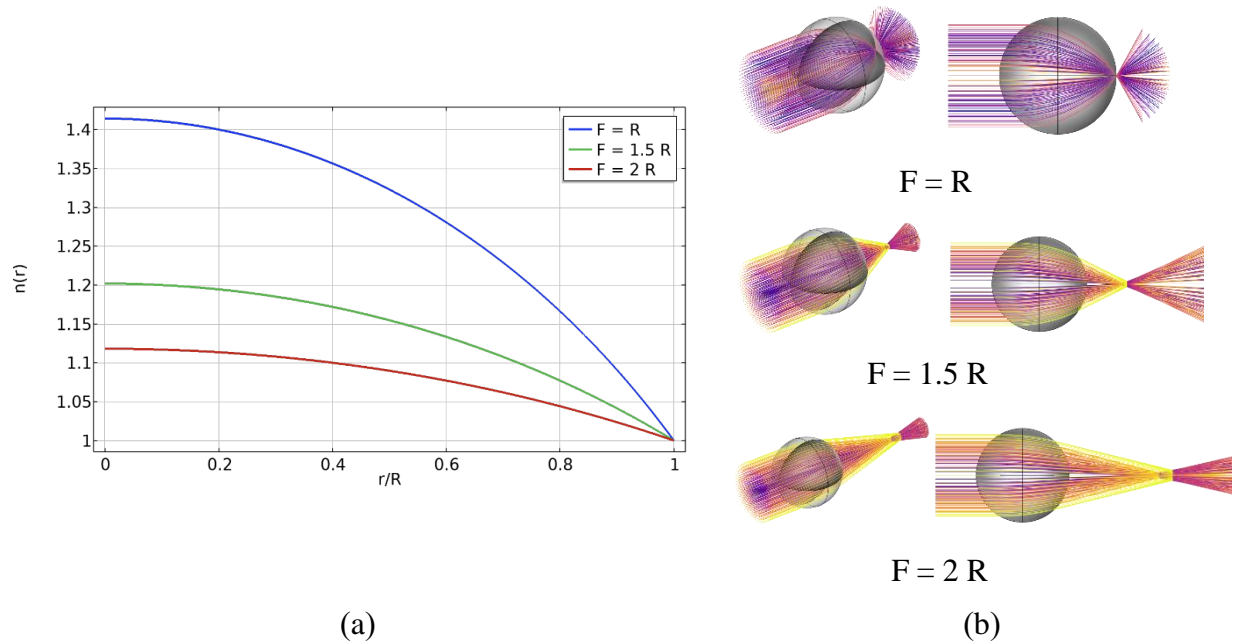 1.4
1.35
1.3
1.25
1.2
1.15
1.1
1.05
1
n(r)
0
0.2
0.4
0.6
0.8
1
r/R
F = R
F = 1.5 R
F = 2 R
(a)
F = R
F = 1.5 R
F = 2 R
(b)